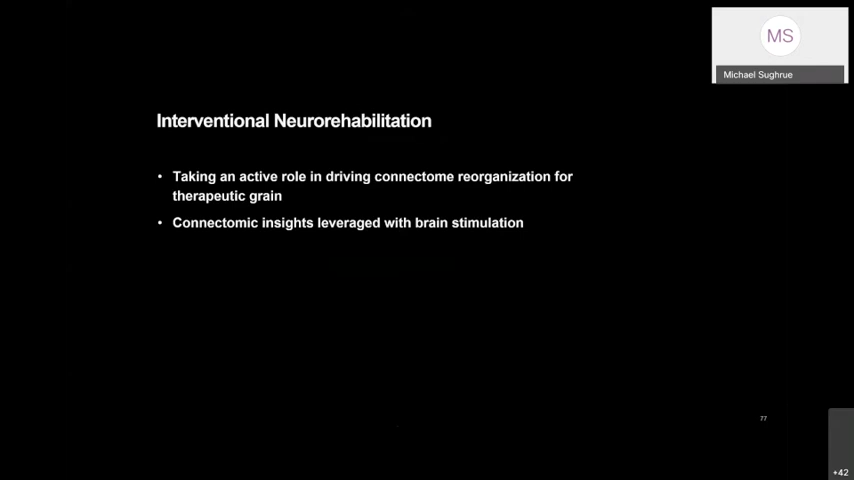 MS
Michael Sughrue
Interventional Neurorehabilitation
• Taking an active role in driving connectome reorganization for
therapeutic grain
• Connectomic insights leveraged with brain stimulation
77
+42